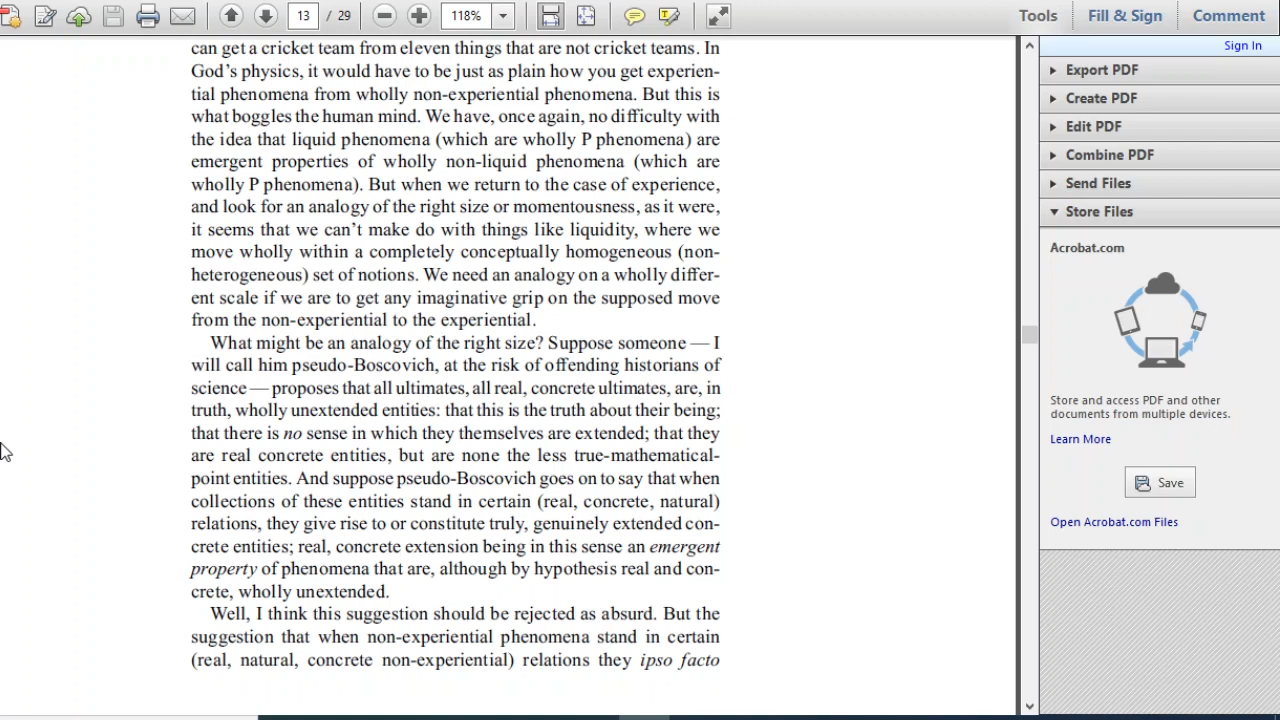 13 / 29
118%
Tools
Fill & Sign
Comment
Sign In
can get a cricket team from eleven things that are not cricket teams. In
God's physics, it would have to be just as plain how you get experien-
tial phenomena from wholly non-experiential phenomena. But this is
what boggles the human mind. We have, once again, no difficulty with
the idea that liquid phenomena (which are wholly P phenomena) are
emergent properties of wholly non-liquid phenomena (which are
wholly P phenomena). But when we return to the case of experience,
and look for an analogy of the right size or momentousness, as it were,
it seems that we can't make do with things like liquidity, where we
move wholly within a completely conceptually homogeneous (non-
heterogeneous) set of notions. We need an analogy on a wholly differ-
ent scale if we are to get any imaginative grip on the supposed move
from the non-experiential to the experiential.
What might be an analogy of the right size? Suppose someone — I
will call him pseudo-Boscovich, at the risk of offending historians of
science — proposes that all ultimates, all real, concrete ultimates, are, in
truth, wholly unextended entities: that this is the truth about their being;
that there is no sense in which they themselves are extended; that they
are real concrete entities, but are none the less true-mathematical-
point entities. And suppose pseudo-Boscovich goes on to say that when
collections of these entities stand in certain (real, concrete, natural)
relations, they give rise to or constitute truly, genuinely extended con-
crete entities; real, concrete extension being in this sense an emergent
property of phenomena that are, although by hypothesis real and con-
crete, wholly unextended.
Well, I think this suggestion should be rejected as absurd. But the
suggestion that when non-experiential phenomena stand in certain
(real, natural, concrete non-experiential) relations they ipso facto
Export PDF
Create PDF
Edit PDF
Combine PDF
Send Files
Store Files
Acrobat.com
Store and access PDF and other
documents from multiple devices.
Learn More
Save
Open Acrobat.com Files